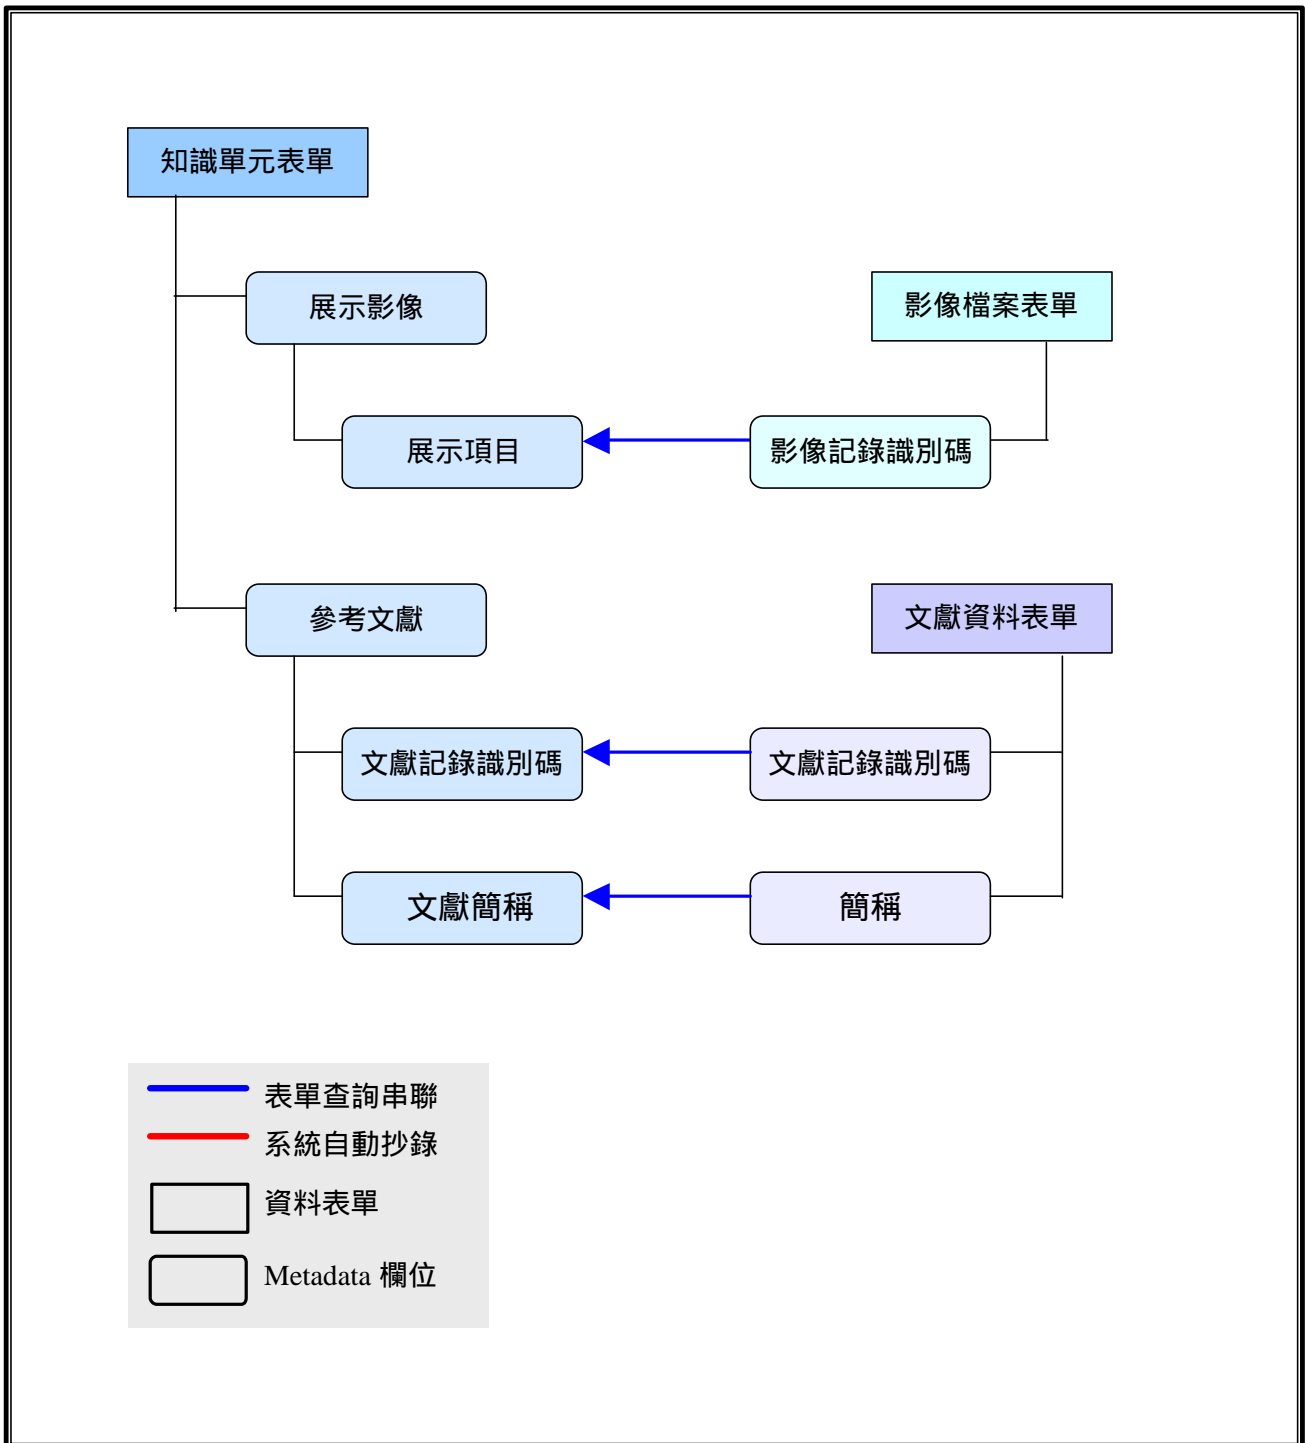 知識單元表單
展示影像
影像檔案表單
展示項目
影像記錄識別碼
參考文獻
文獻資料表單
文獻記錄識別碼
文獻記錄識別碼
文獻簡稱
簡稱
表單查詢串聯
系統自動抄錄
資料表單
Metadata 欄位